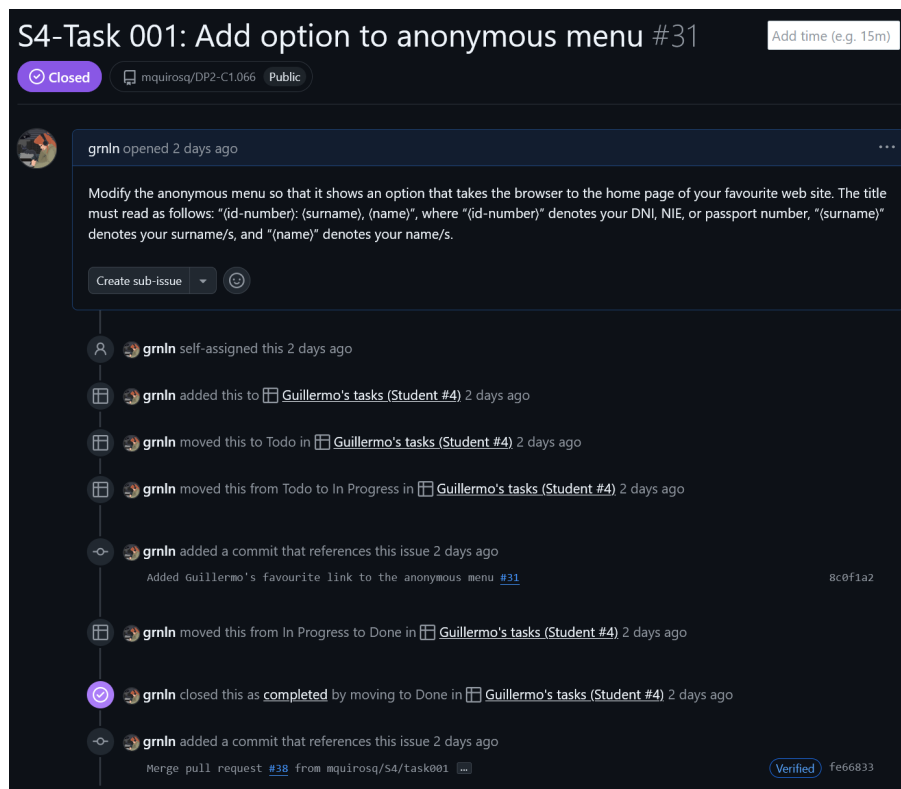 S4-Task 001: Add option to anonymous menu #31
Add time (e.g. 15m)
Closed
mquirosq/DP2-C1.066 Public
grnln opened 2 days ago
Modify the anonymous menu so that it shows an option that takes the browser to the home page of your favourite web site. The title
must read as follows: “⟨id-number⟩: ⟨surname⟩, ⟨name⟩”, where “⟨id-number⟩” denotes your DNI, NIE, or passport number, “⟨surname⟩”
denotes your surname/s, and “⟨name⟩” denotes your name/s.
Create sub-issue
grnln self-assigned this 2 days ago
grnln added this to Guillermo's tasks (Student #4) 2 days ago
grnln moved this to Todo in Guillermo's tasks (Student #4) 2 days ago
grnln moved this from Todo to In Progress in Guillermo's tasks (Student #4) 2 days ago
grnln added a commit that references this issue 2 days ago
Added Guillermo's favourite link to the anonymous menu #31 8c0f1a2
grnln moved this from In Progress to Done in Guillermo's tasks (Student #4) 2 days ago
grnln closed this as completed by moving to Done in Guillermo's tasks (Student #4) 2 days ago
grnln added a commit that references this issue 2 days ago
Merge pull request #38 from mquirosq/S4/task001 … Verified fe66833